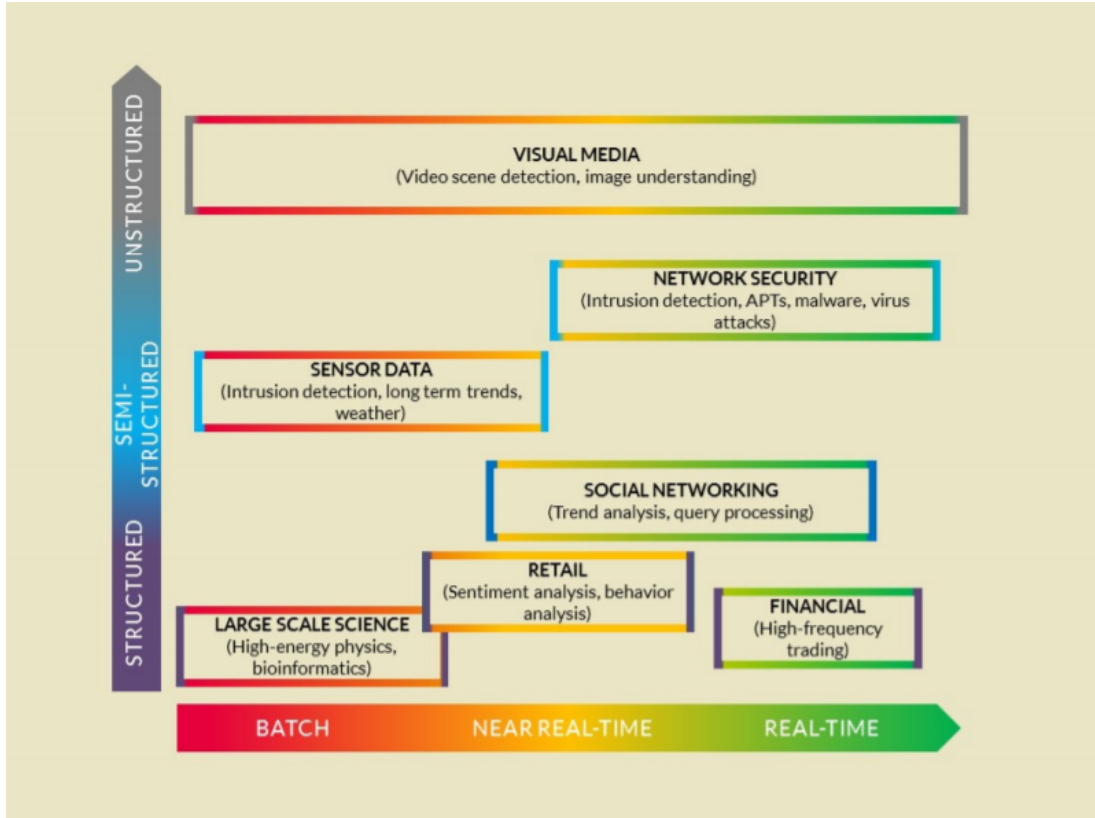 UNSTRUCTURED
SEMI-
STRUCTURED
STRUCTURED
VISUAL MEDIA
(Video scene detection, image understanding)
NETWORK SECURITY
(Intrusion detection, APTs, malware, virus
attacks)
SENSOR DATA
(Intrusion detection, long term trends,
weather)
SOCIAL NETWORKING
(Trend analysis, query processing)
RETAIL
(Sentiment analysis, behavior
analysis)
FINANCIAL
(High-frequency
trading)
LARGE SCALE SCIENCE
(High-energy physics,
bioinformatics)
BATCH
NEAR REAL-TIME
REAL-TIME